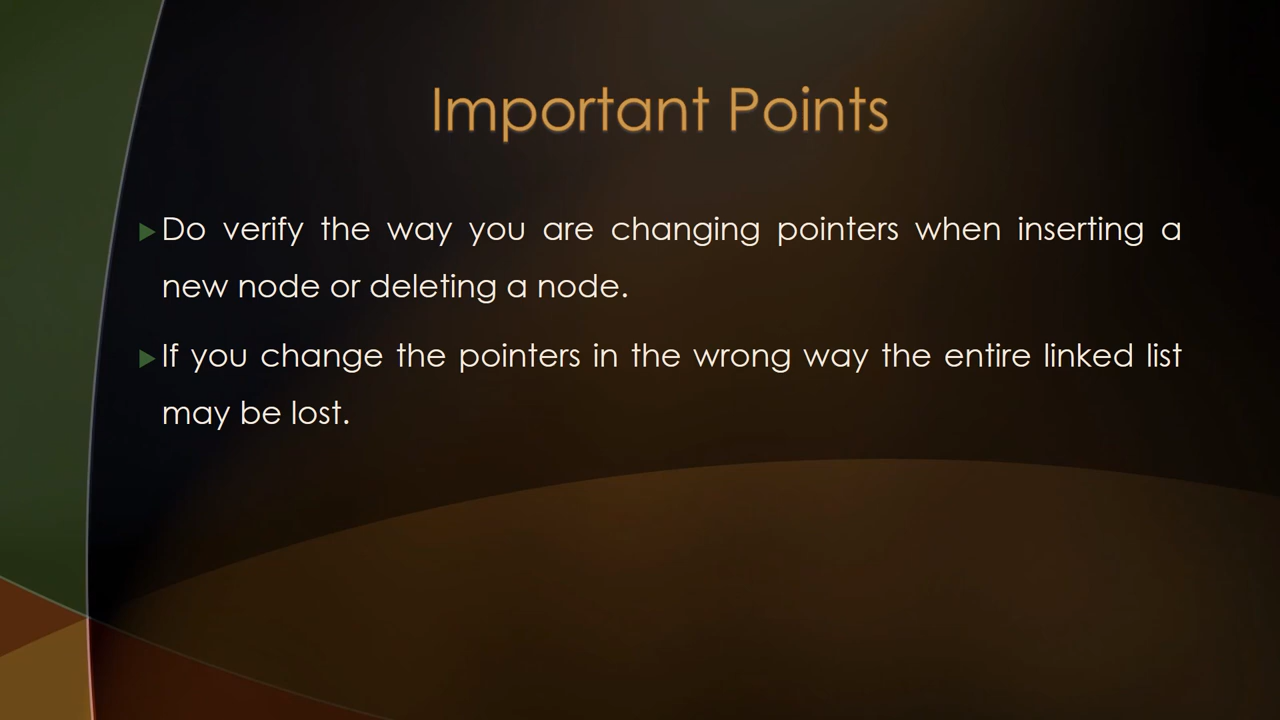 Important Points
Do verify the way you are changing pointers when inserting a
new node or deleting a node.
If you change the pointers in the wrong way the entire linked list
may be lost.